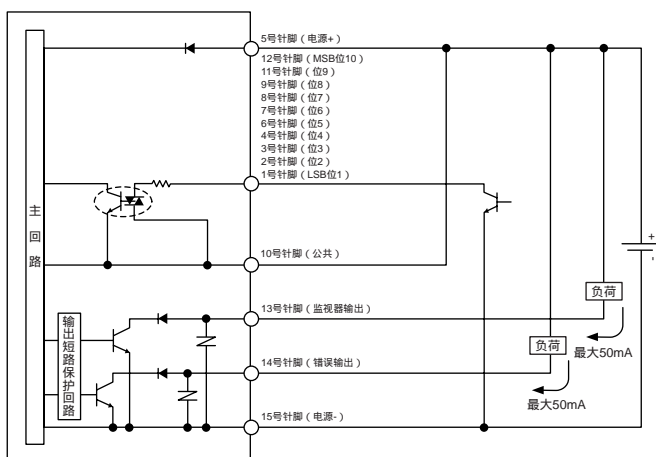 5号针脚（电源+）
12号针脚（MSB位10）
11号针脚（位9）
9号针脚（位8）
8号针脚（位7）
7号针脚（位6）
6号针脚（位5）
4号针脚（位4）
3号针脚（位3）
2号针脚（位2）
1号针脚（LSB位1）
主回路
+
-
10号针脚（公共）
负荷
13号针脚（监视器输出）
最大50mA
输出短路保护回路
负荷
14号针脚（错误输出）
最大50mA
15号针脚（电源-）